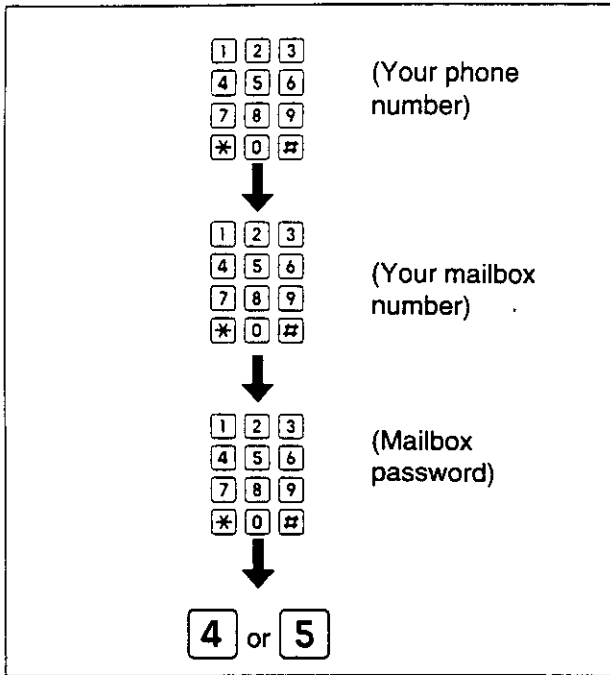 1 2 3
4 5 6
7 8 9
* 0 #
(Your phone
number)
1 2 3
4 5 6
7 8 9
* 0 #
(Your mailbox
number)
1 2 3
4 5 6
7 8 9
* 0 #
(Mailbox
password)
4 or 5